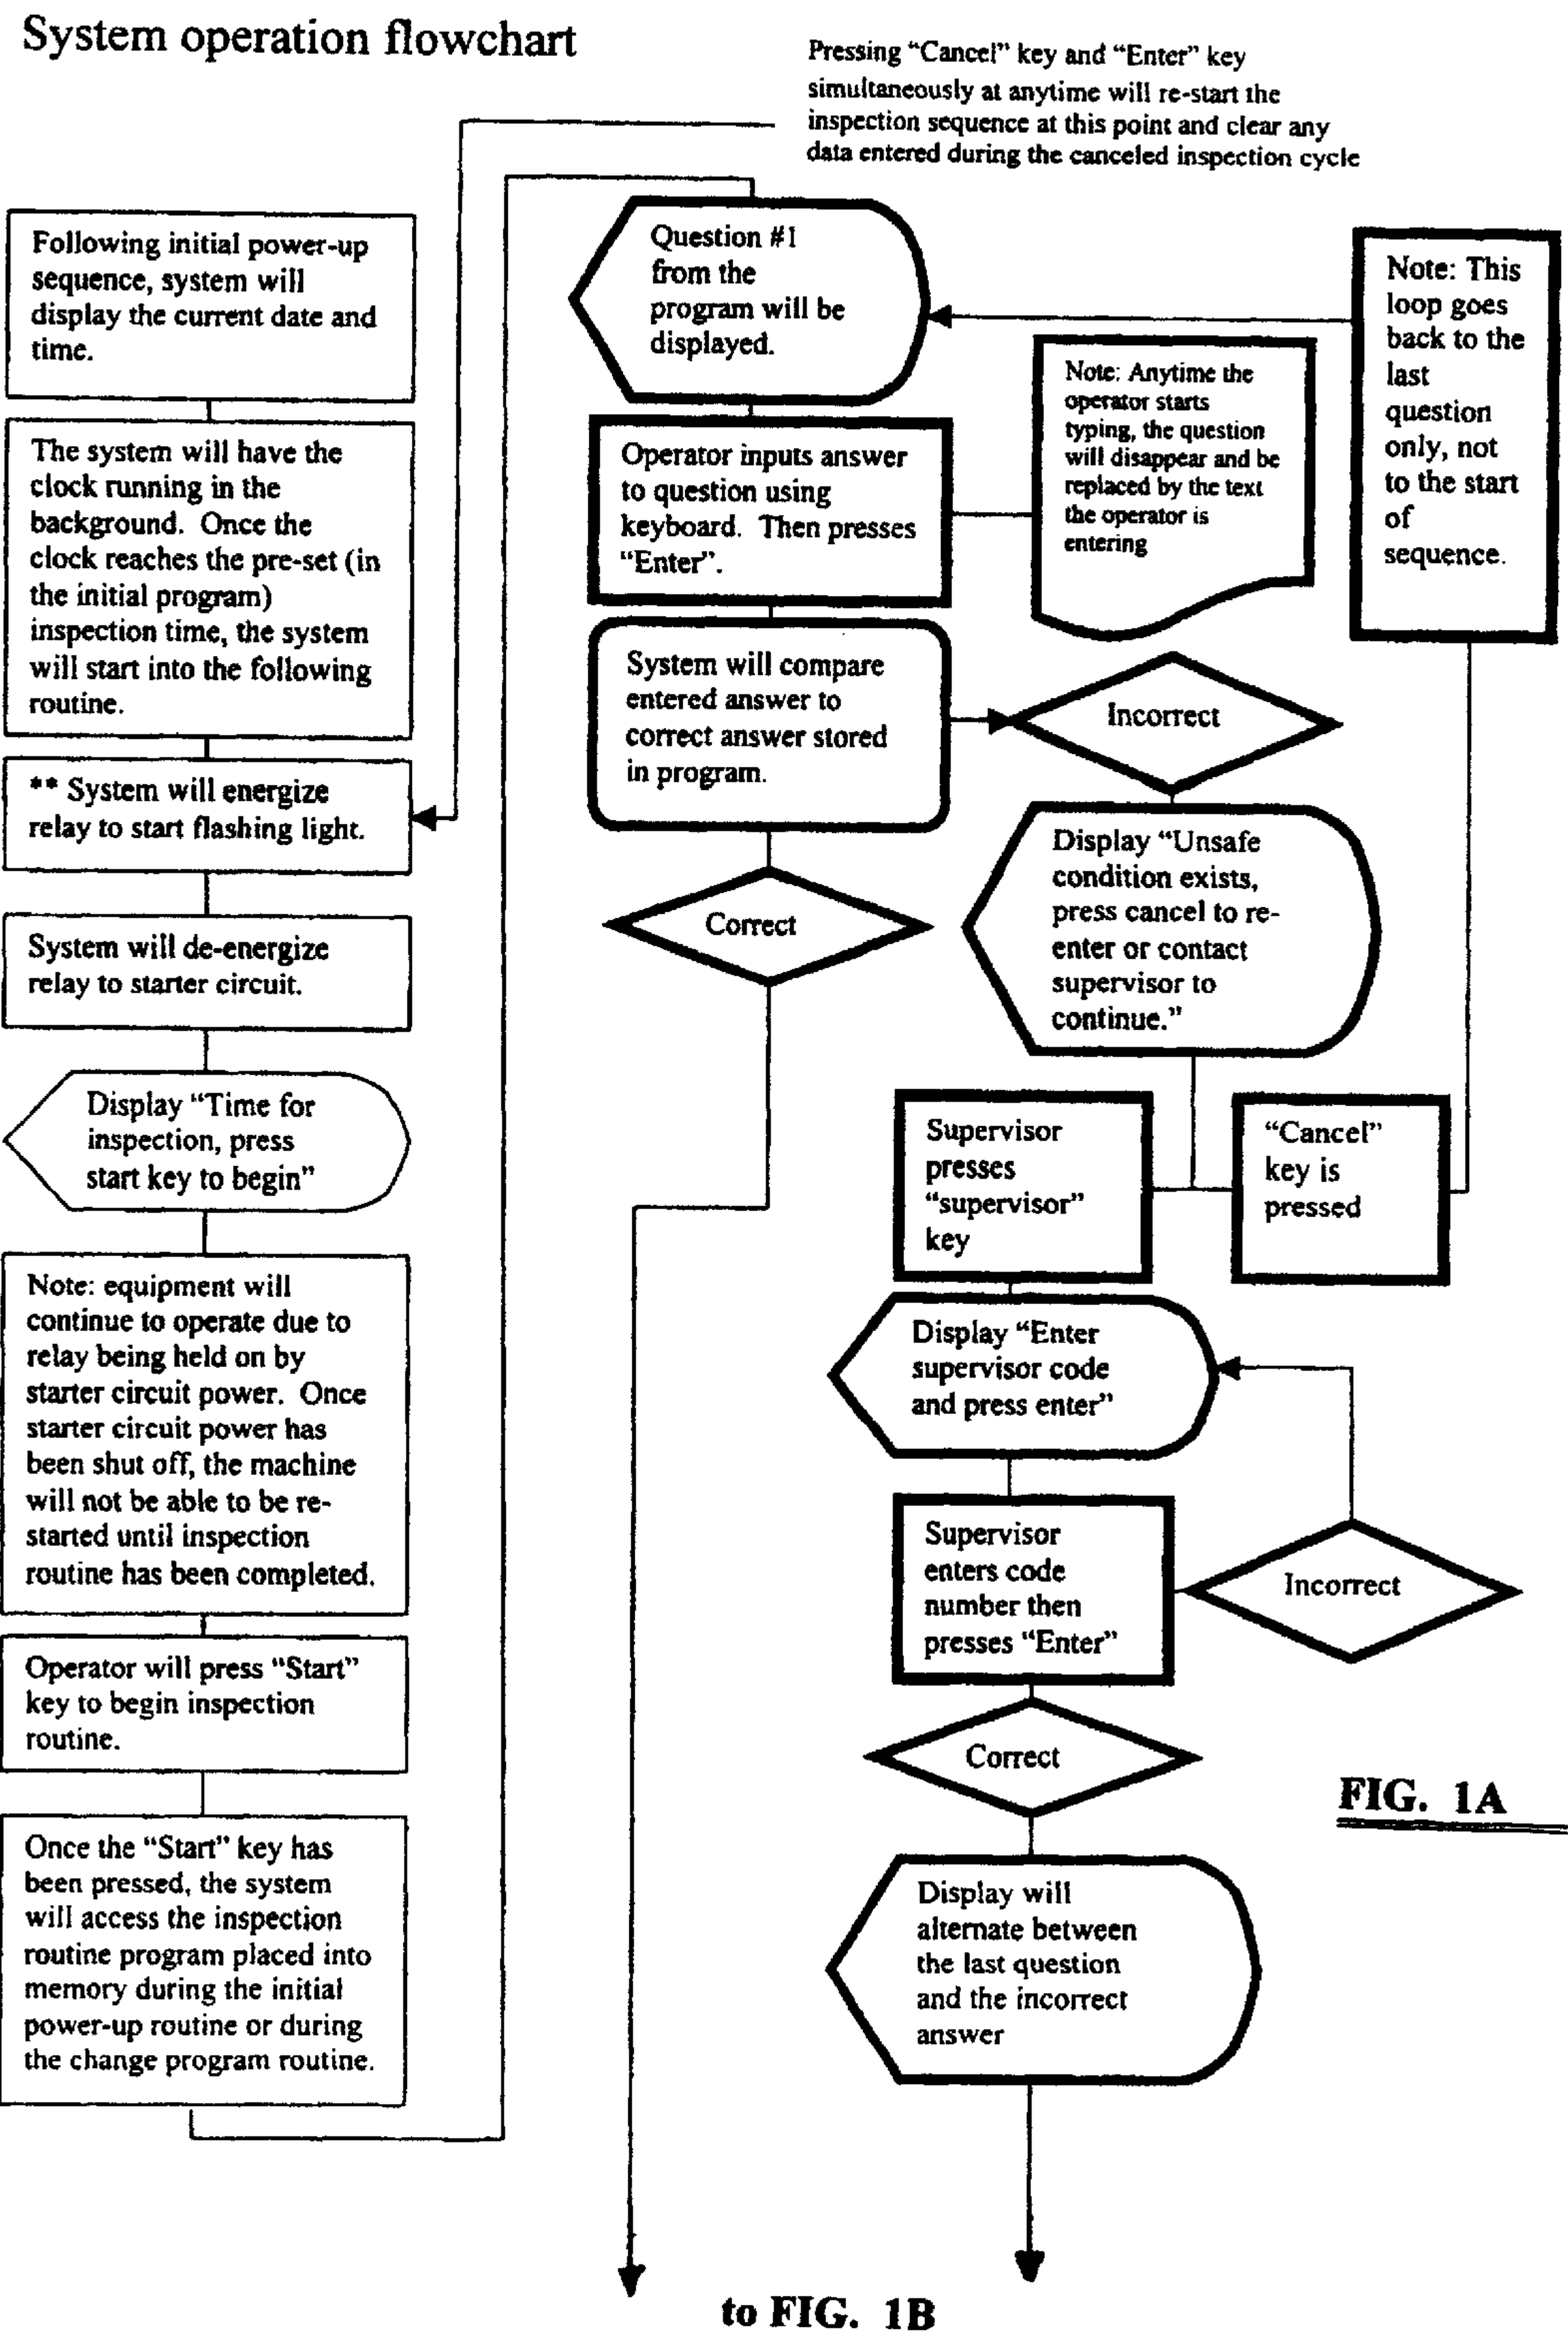 System operation flowchart
Pressing “Cancel” key and “Enter” key
simultaneously at anytime will re-start the
inspection sequence at this point and clear any
data entered during the canceled inspection cycle
Following initial power-up
sequence, system will
display the current date and
time.
The system will have the
clock running in the
background. Once the
clock reaches the pre-set (in
the initial program)
inspection time, the system
will start into the following
routine.
** System will energize
relay to start flashing light.
System will de-energize
relay to starter circuit.
Display “Time for
inspection, press
start key to begin”
Note: equipment will
continue to operate due to
relay being held on by
starter circuit power. Once
starter circuit power has
been shut off, the machine
will not be able to be re-
started until inspection
routine has been completed.
Operator will press “Start”
key to begin inspection
routine.
Once the “Start” key has
been pressed, the system
will access the inspection
routine program placed into
memory during the initial
power-up routine or during
the change program routine.
Question #1
from the
program will be
displayed.
Operator inputs answer
to question using
keyboard. Then presses
“Enter”.
Note: Anytime the
operator starts
typing, the question
will disappear and be
replaced by the text
the operator is
entering
Note: This
loop goes
back to the
last
question
only, not
to the start
of
sequence.
System will compare
entered answer to
correct answer stored
in program.
Incorrect
Correct
Display “Unsafe
condition exists,
press cancel to re-
enter or contact
supervisor to
continue.”
Supervisor
presses
“supervisor”
key
“Cancel”
key is
pressed
Display “Enter
supervisor code
and press enter”
Supervisor
enters code
number then
presses “Enter”
Incorrect
Correct
Display will
alternate between
the last question
and the incorrect
answer
FIG. 1A
to FIG. 1B